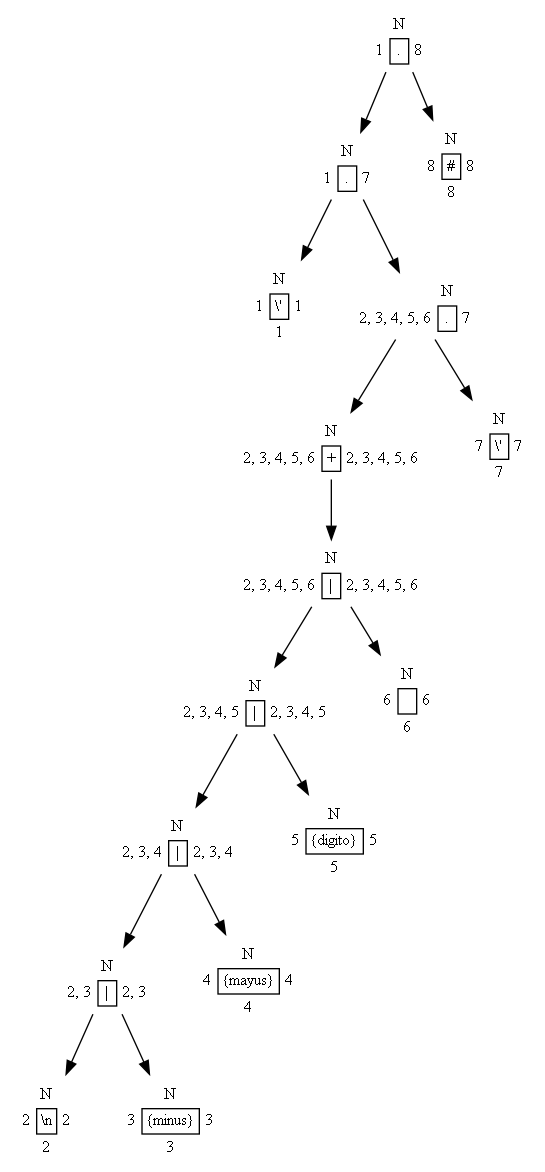 N
1 . 8
N
8 # 8
8
N
1 . 7
N
1 \' 1
1
N
2, 3, 4, 5, 6 . 7
N
7 \' 7
7
N
2, 3, 4, 5, 6 + 2, 3, 4, 5, 6
N
2, 3, 4, 5, 6 | 2, 3, 4, 5, 6
N
6 6
6
N
2, 3, 4, 5 | 2, 3, 4, 5
N
5 {digito} 5
5
N
2, 3, 4 | 2, 3, 4
N
4 {mayus} 4
4
N
2, 3 | 2, 3
N
2 \n 2
2
N
3 {minus} 3
3